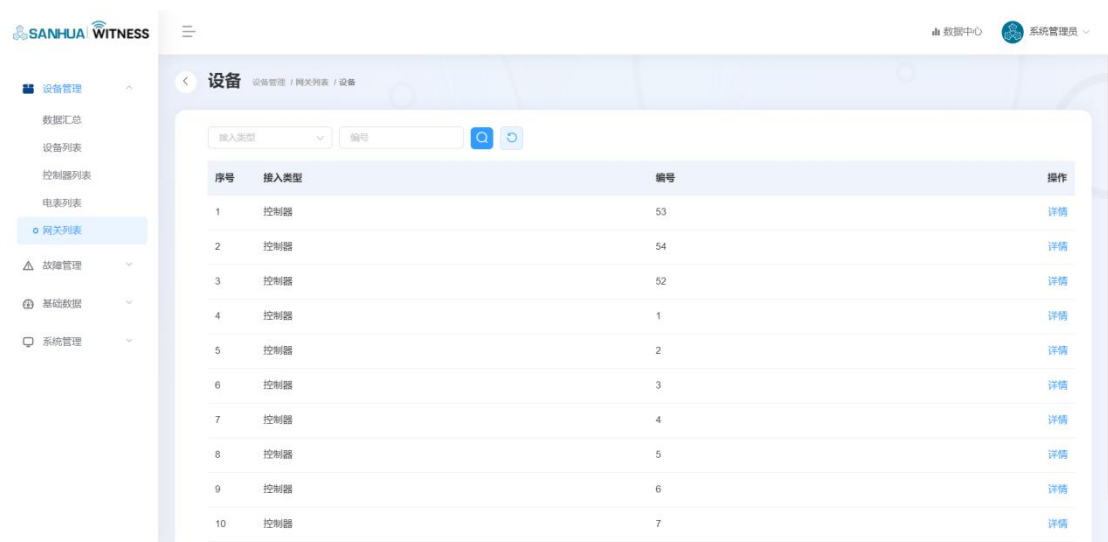 SANHUA WITNESS
数据中心 系统管理员
设备管理
数据汇总
设备列表
控制器列表
电表列表
网关列表
故障管理
基础数据
系统管理
设备 设备管理 / 网关列表 / 设备
接入类型 编号
序号 接入类型 编号 操作
1 控制器 53 详情
2 控制器 54 详情
3 控制器 52 详情
4 控制器 1 详情
5 控制器 2 详情
6 控制器 3 详情
7 控制器 4 详情
8 控制器 5 详情
9 控制器 6 详情
10 控制器 7 详情